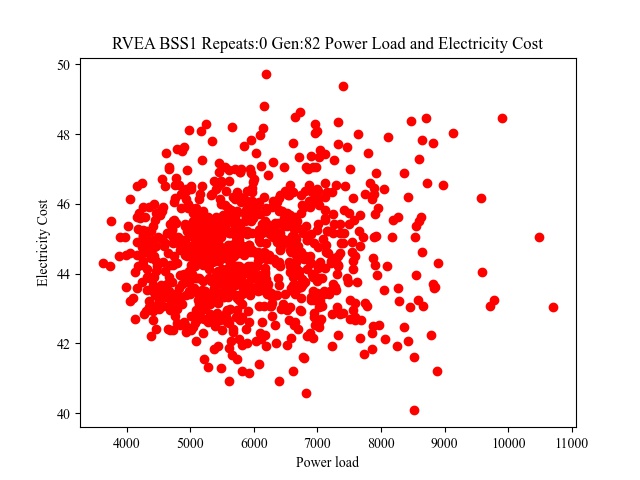 RVEA BSS1 Repeats:0 Gen:82 Power Load and Electricity Cost
50
48
46
44
42
40
Electricity Cost
4000 5000 6000 7000 8000 9000 10000 11000
Power load